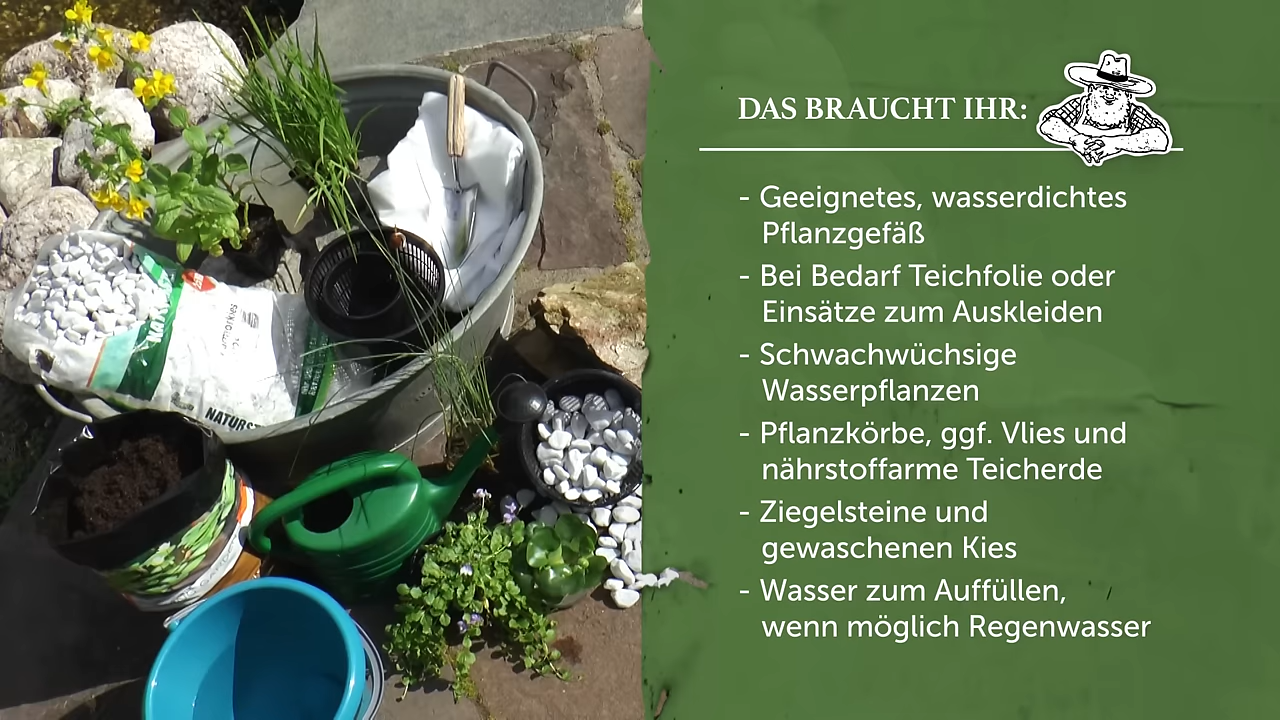 DAS BRAUCHT IHR:
- Geeignetes, wasserdichtes
Pflanzgefäß
- Bei Bedarf Teichfolie oder
Einsätze zum Auskleiden
- Schwachwüchsige
Wasserpflanzen
- Pflanzkörbe, ggf. Vlies und
nährstoffarme Teicherde
- Ziegelsteine und
gewaschenen Kies
- Wasser zum Auffüllen,
wenn möglich Regenwasser